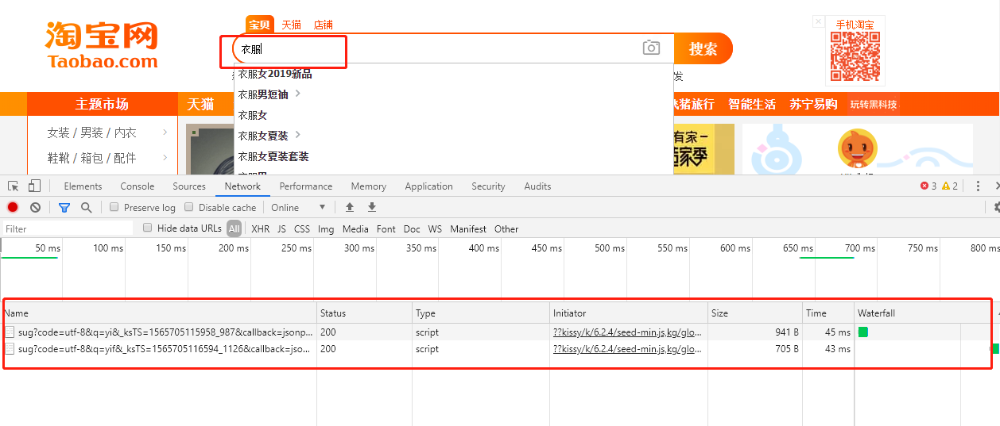 宝贝 天猫 店铺
淘宝网
Taobao.com
衣服
搜索
手机淘宝
衣服女2019新品
发
衣服男短袖
衣服女
衣服女夏装
衣服女夏装套装
主题市场 天猫 飞猪旅行 智能生活 苏宁易购 玩转黑科技
女装 / 男装 / 内衣
鞋靴 / 箱包 / 配件
有家一
Elements Console Sources Network Performance Memory Application Security Audits 3 2
Preserve log Disable cache Online
Filter Hide data URLs All XHR JS CSS Img Media Font Doc WS Manifest Other
50 ms 100 ms 150 ms 200 ms 250 ms 300 ms 350 ms 400 ms 450 ms 500 ms 550 ms 600 ms 650 ms 700 ms 750 ms 800 ms
Name Status Type Initiator Size Time Waterfall
sug?code=utf-8&q=yi&_ksTS=1565705115958_987&callback=jsonp... 200 script ??kissy/k/6.2.4/seed-min.js,kg/glo... 941 B 45 ms
sug?code=utf-8&q=yif&_ksTS=1565705116594_1126&callback=jso... 200 script ??kissy/k/6.2.4/seed-min.js,kg/glo... 705 B 43 ms